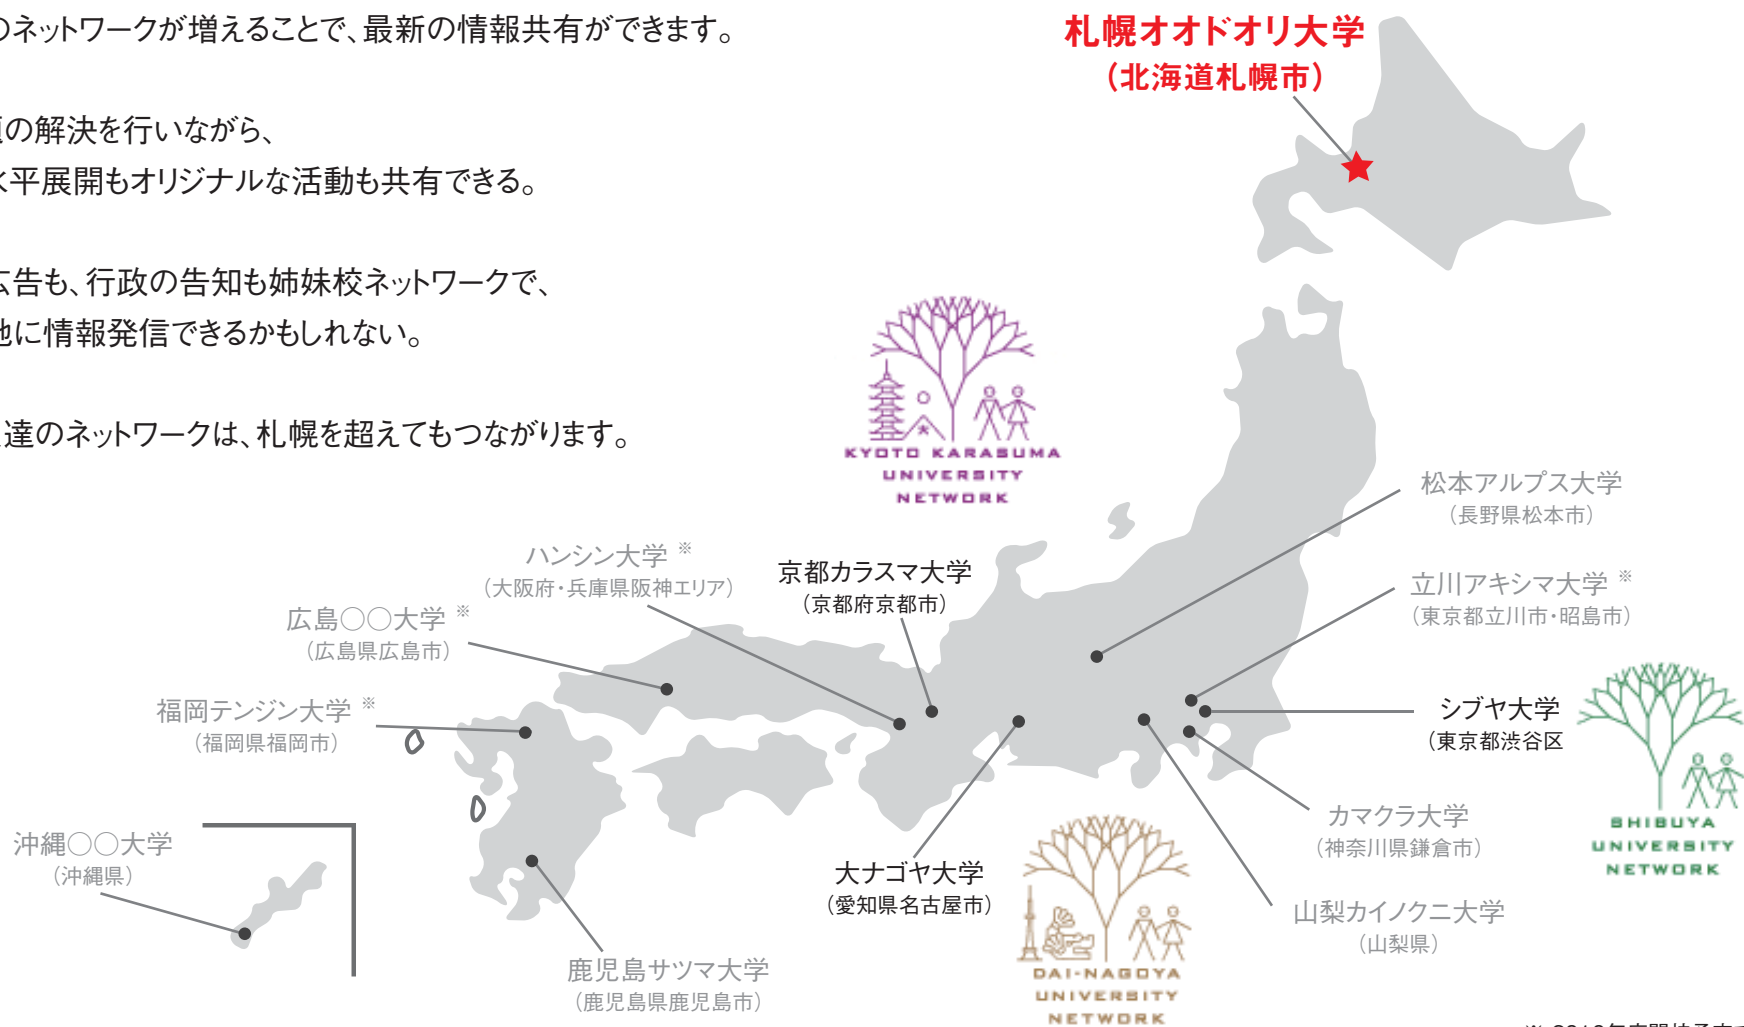 のネットワークが増えることで、最新の情報共有ができます。
の解決を行いながら、
水平展開もオリジナルな活動も共有できる。
広告も、行政の告知も姉妹校ネットワークで、
地に情報発信できるかもしれない。
達のネットワークは、札幌を超えてもつながります。
札幌オオドオリ大学
（北海道札幌市）
KYOTO KARASUMA
UNIVERSITY
NETWORK
松本アルプス大学
（長野県松本市）
ハンシン大学 ※
（大阪府・兵庫県阪神エリア）
京都カラスマ大学
（京都府京都市）
立川アキシマ大学 ※
（東京都立川市・昭島市）
広島○○大学 ※
（広島県広島市）
福岡テンジン大学 ※
（福岡県福岡市）
シブヤ大学
（東京都渋谷区
SHIBUYA
UNIVERSITY
NETWORK
カマクラ大学
（神奈川県鎌倉市）
沖縄○○大学
（沖縄県）
大ナゴヤ大学
（愛知県名古屋市）
DAI-NAGOYA
UNIVERSITY
NETWORK
山梨カイノクニ大学
（山梨県）
鹿児島サツマ大学
（鹿児島県鹿児島市）